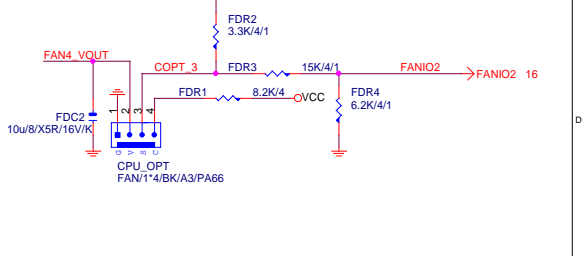 FDR2
3.3K/4/1
FAN4_VOUT
COPT_3
FDR3
15K/4/1
FANIO2
FANIO2 16
FDR1
8.2K/4
VCC
FDR4
6.2K/4/1
FDC2
10u/8/X5R/16V/K
1
2
3
4
G
V
S
C
CPU_OPT
FAN/1*4/BK/A3/PA66
D